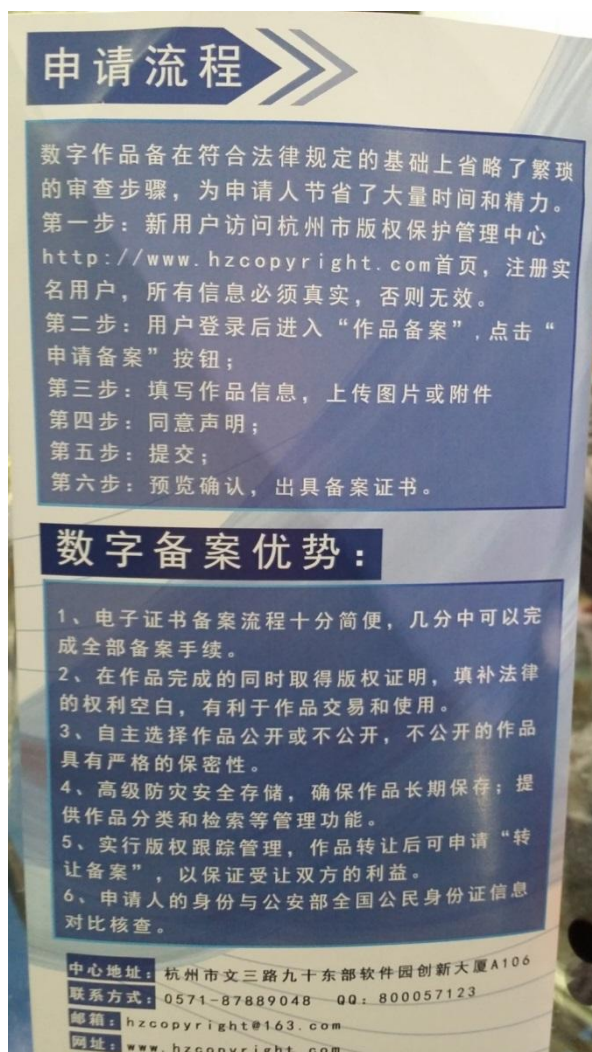 申请流程
数字作品备在符合法律规定的基础上省略了繁琐
的审查步骤，为申请人节省了大量时间和精力。
第一步：新用户访问杭州市版权保护管理中心
http://www.hzcopyright.com首页，注册实
名用户，所有信息必须真实，否则无效。
第二步：用户登录后进入“作品备案”,点击“
申请备案”按钮；
第三步：填写作品信息，上传图片或附件
第四步：同意声明；
第五步：提交；
第六步：预览确认，出具备案证书。
数字备案优势：
1、电子证书备案流程十分简便，几分中可以完
成全部备案手续。
2、在作品完成的同时取得版权证明，填补法律
的权利空白，有利于作品交易和使用。
3、自主选择作品公开或不公开，不公开的作品
具有严格的保密性。
4、高级防灾安全存储，确保作品长期保存；提
供作品分类和检索等管理功能。
5、实行版权跟踪管理，作品转让后可申请“转
让备案”，以保证受让双方的利益。
6、申请人的身份与公安部全国公民身份证信息
对比核查。
中心地址：杭州市文三路九十东部软件园创新大厦A106
联系方式：0571-87889048 QQ：800057123
邮箱：hzcopyright@163.com
网址：www.hzcopyright.com